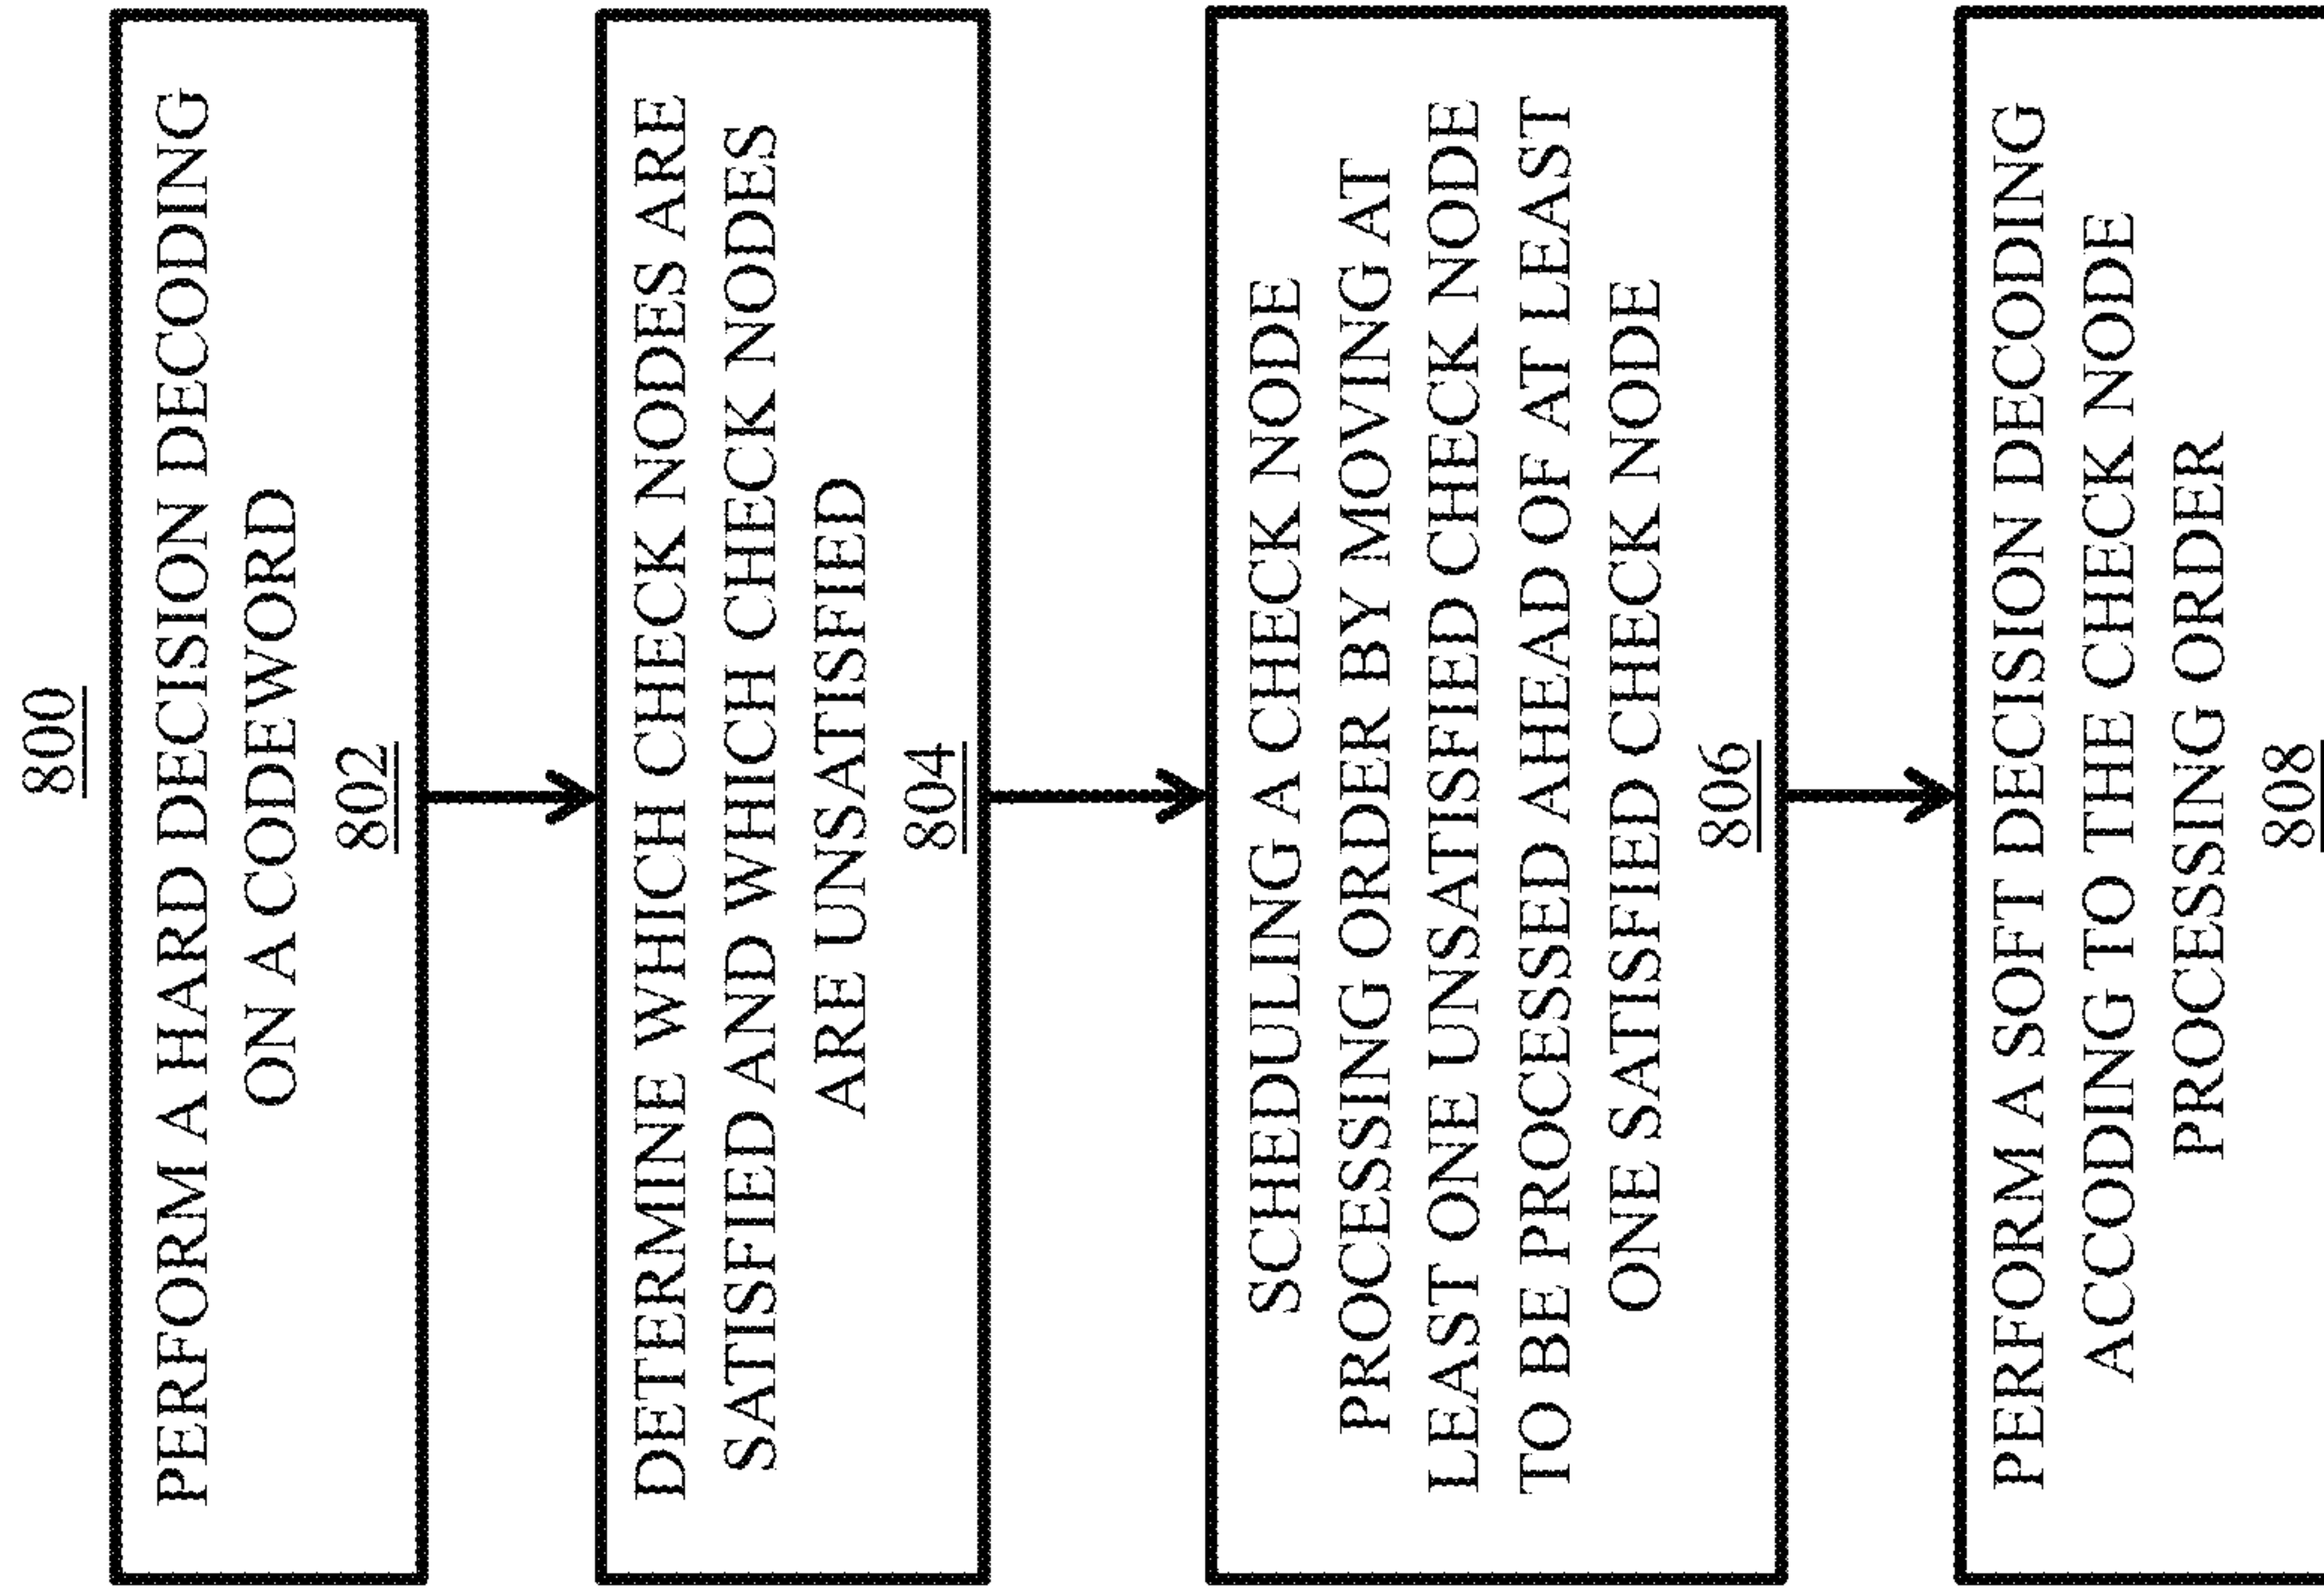 800
PERFORM A HARD DECISION DECODING
ON A CODEWORD
802
DETERMINE WHICH CHECK NODES ARE
SATISFIED AND WHICH CHECK NODES
ARE UNSATISFIED
804
SCHEDULING A CHECK NODE
PROCESSING ORDER BY MOVING AT
LEAST ONE UNSATISFIED CHECK NODE
TO BE PROCESSED AHEAD OF AT LEAST
ONE SATISFIED CHECK NODE
806
PERFORM A SOFT DECISION DECODING
ACCODING TO THE CHECK NODE
PROCESSING ORDER
808